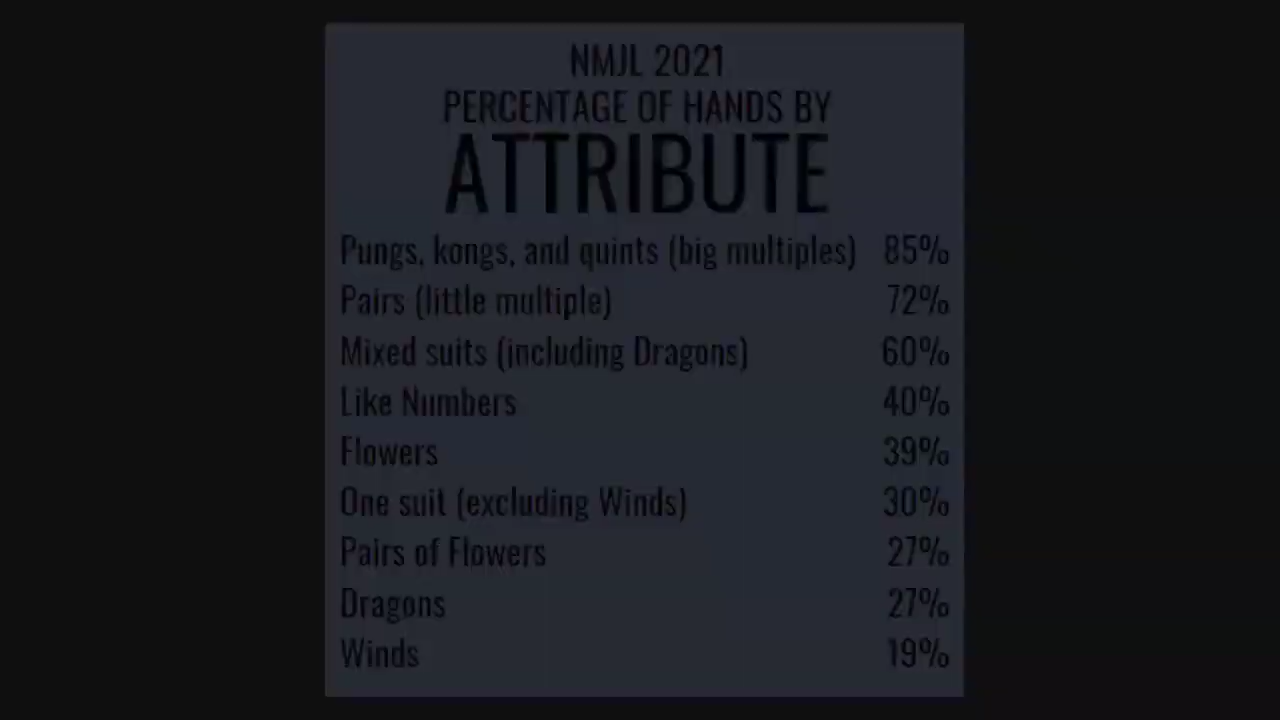 NMJL 2021
PERCENTAGE OF HANDS BY
ATTRIBUTE
Pungs, kongs, and quints (big multiples) 85%
Pairs (little multiple) 72%
Mixed suits (including Dragons) 60%
Like Numbers 40%
Flowers 39%
One suit (excluding Winds) 30%
Pairs of Flowers 27%
Dragons 27%
Winds 19%